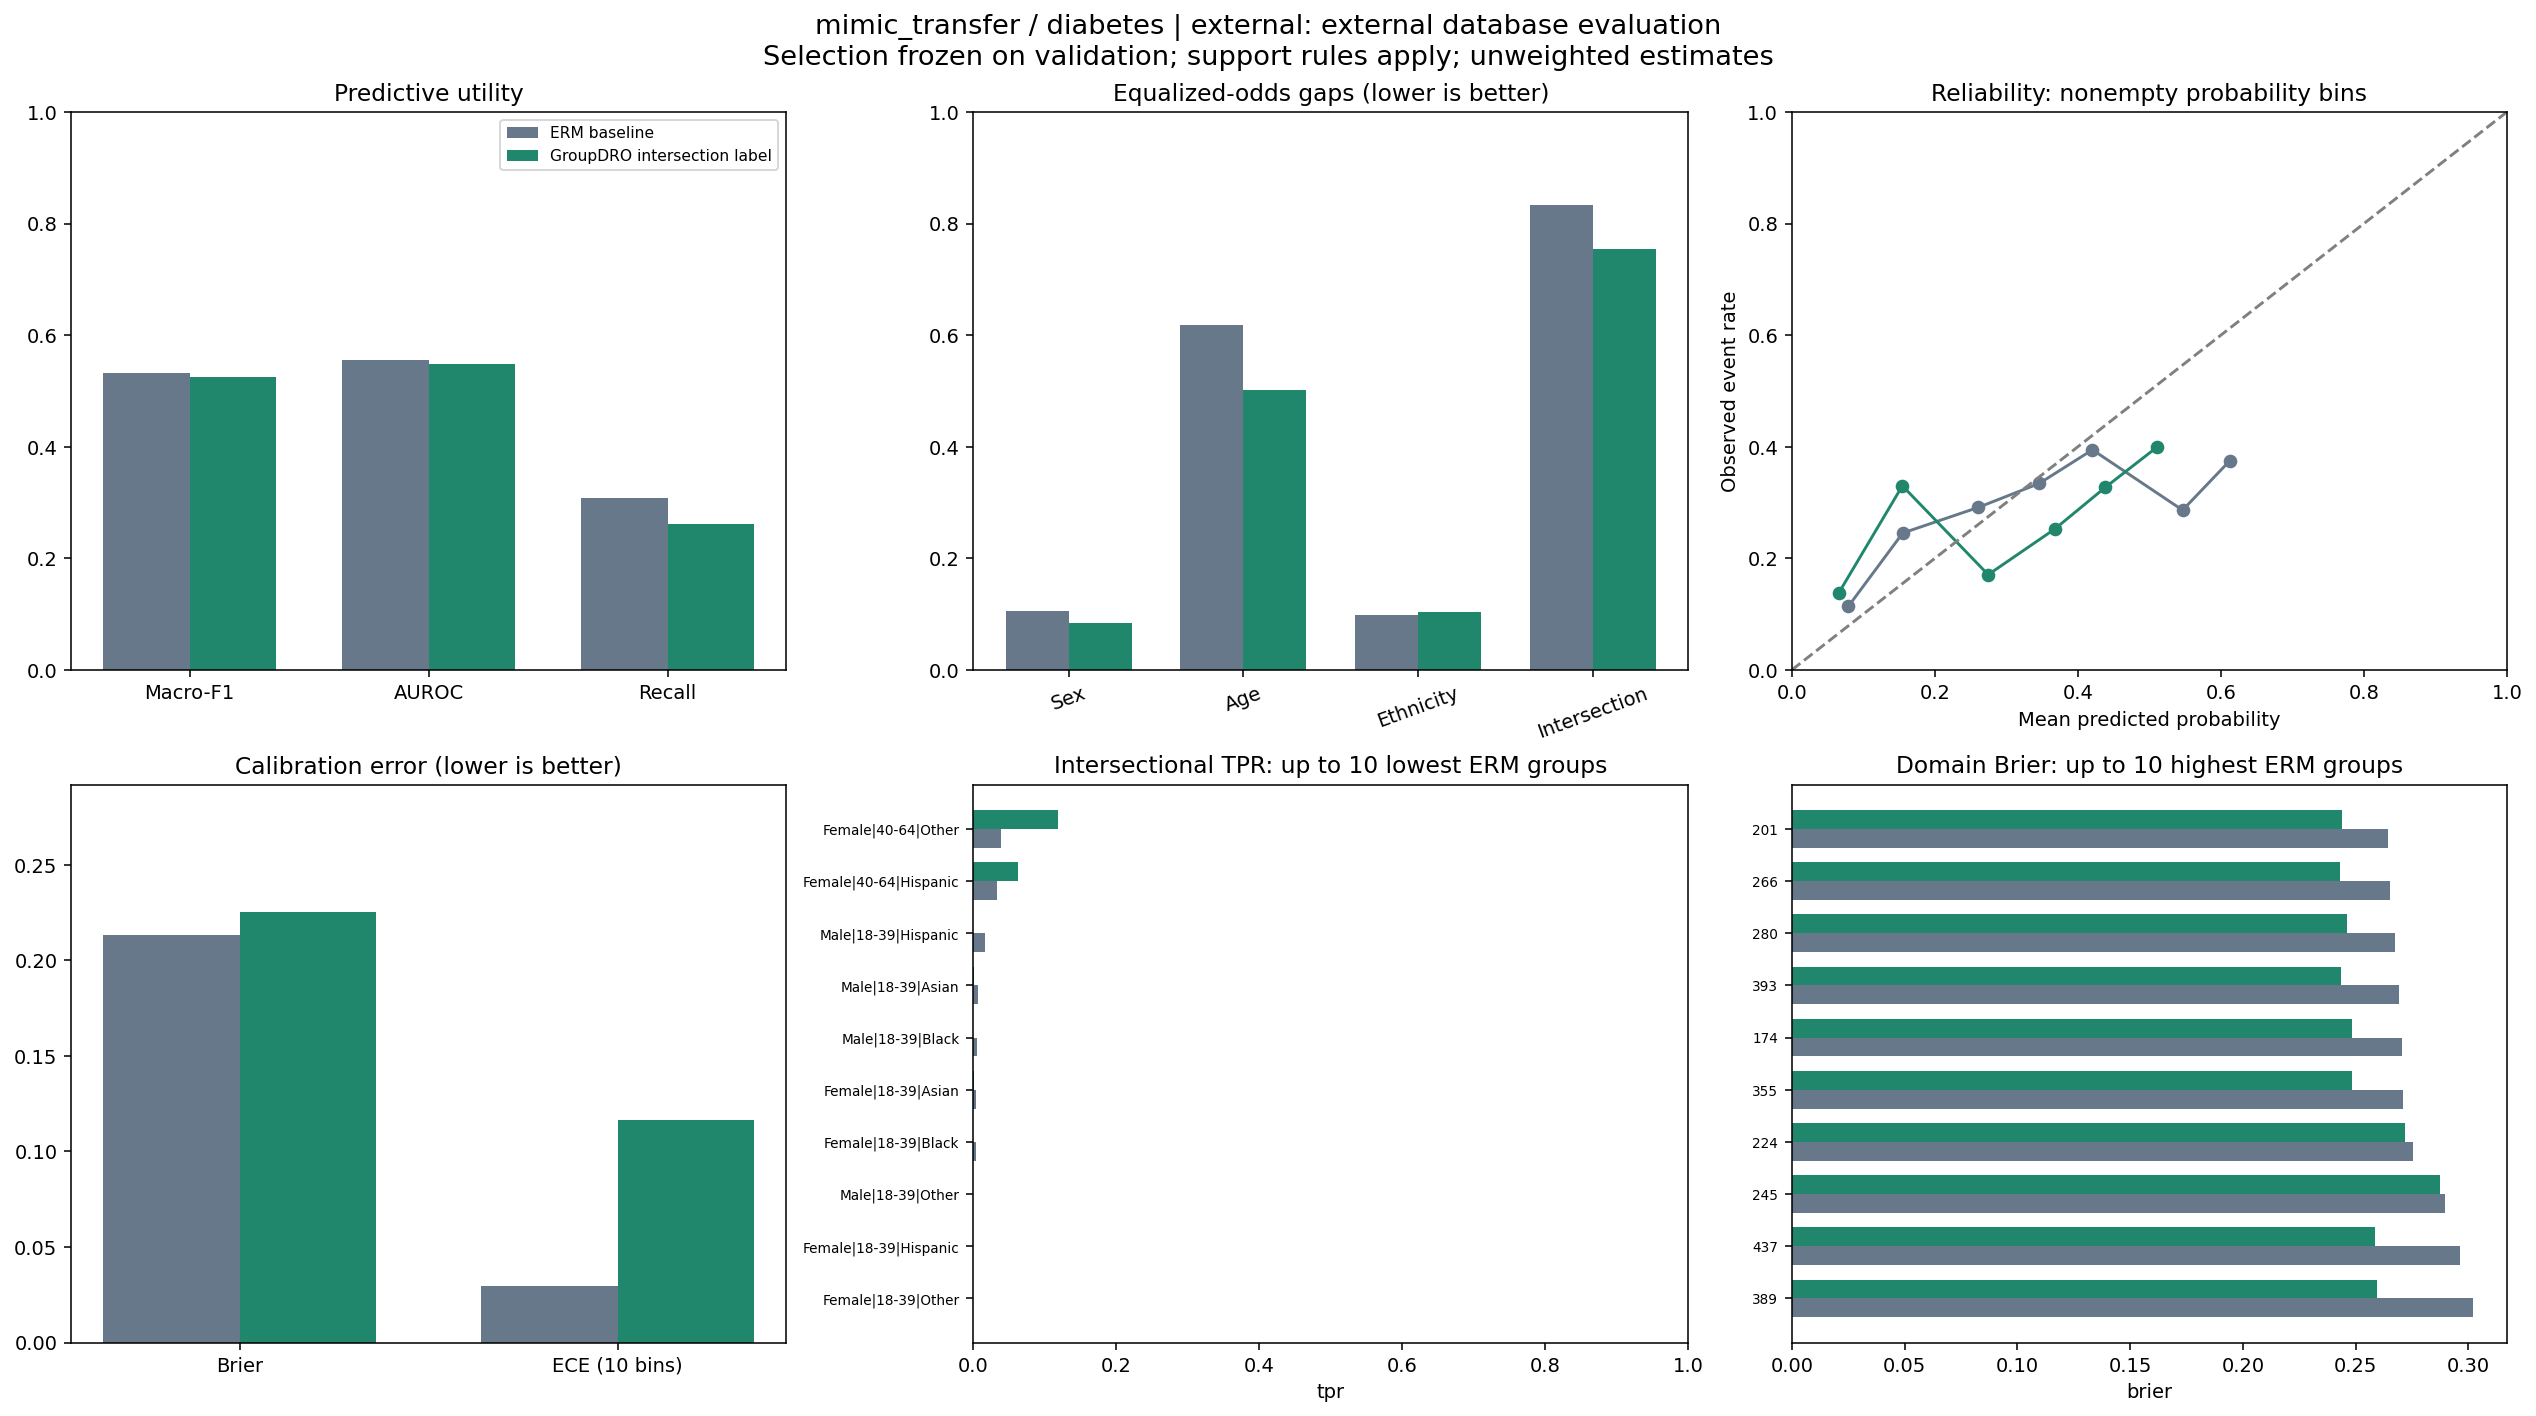 mimic_transfer / diabetes | external: external database evaluation
Selection frozen on validation; support rules apply; unweighted estimates
Predictive utility
1.0
0.8
0.6
0.4
0.2
0.0
ERM baseline
GroupDRO intersection label
Macro-F1
AUROC
Recall
Equalized-odds gaps (lower is better)
1.0
0.8
0.6
0.4
0.2
0.0
Sex
Age
Ethnicity
Intersection
Reliability: nonempty probability bins
Observed event rate
1.0
0.8
0.6
0.4
0.2
0.0
0.0
0.2
0.4
0.6
0.8
1.0
Mean predicted probability
Calibration error (lower is better)
0.25
0.20
0.15
0.10
0.05
0.00
Brier
ECE (10 bins)
Intersectional TPR: up to 10 lowest ERM groups
Female|40-64|Other
Female|40-64|Hispanic
Male|18-39|Hispanic
Male|18-39|Asian
Male|18-39|Black
Female|18-39|Asian
Female|18-39|Black
Male|18-39|Other
Female|18-39|Hispanic
Female|18-39|Other
0.0
0.2
0.4
0.6
0.8
1.0
tpr
Domain Brier: up to 10 highest ERM groups
201
266
280
393
174
355
224
245
437
389
0.00
0.05
0.10
0.15
0.20
0.25
0.30
brier